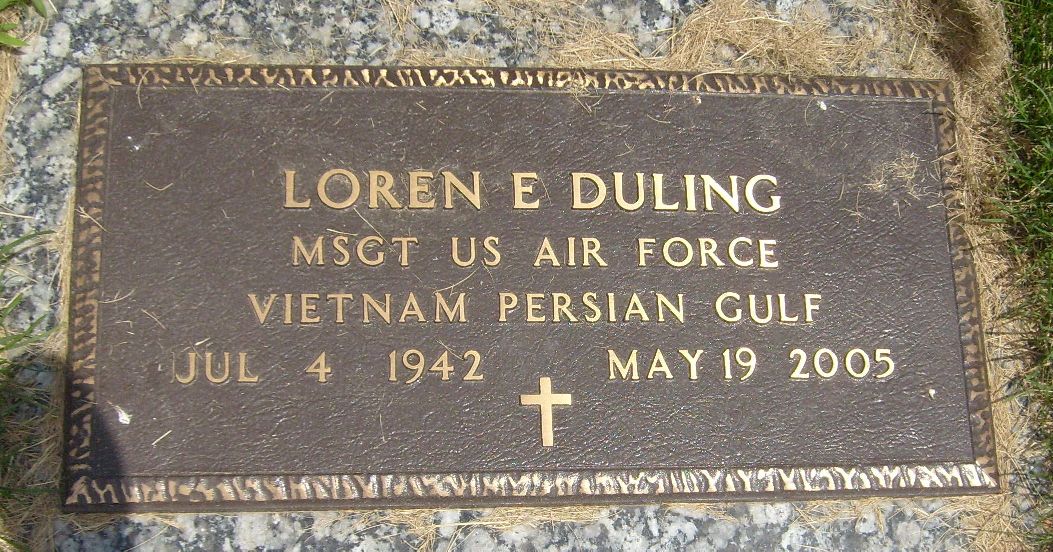 LOREN E DULING
MSGT US AIR FORCE
VIETNAM PERSIAN GULF
JUL 4 1942 MAY 19 2005